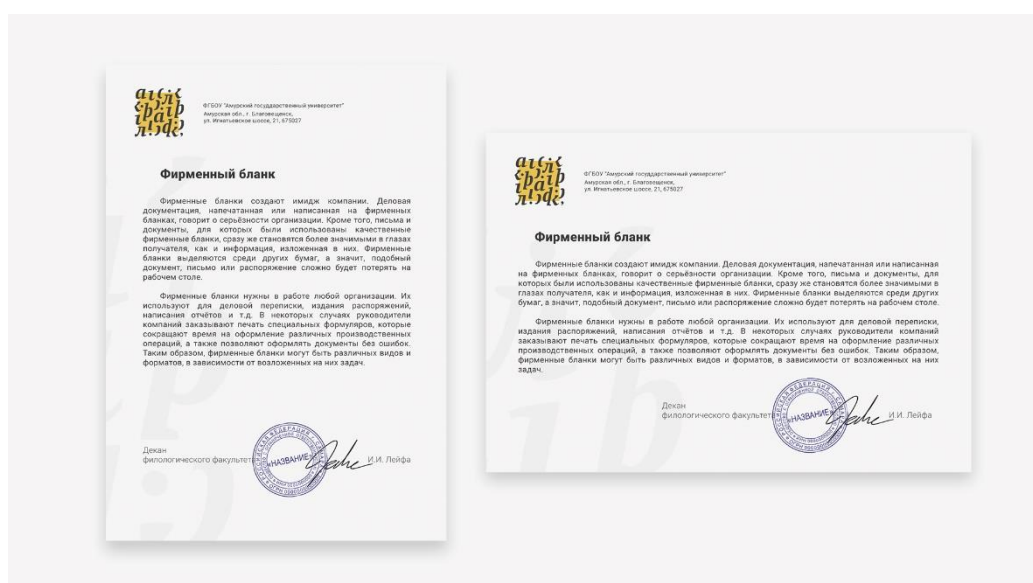 ФГБОУ "Амурский государственный университет"
Амурская обл., г. Благовещенск,
ул. Игнатьевское шоссе, 21, 675027
Фирменный бланк
Фирменные бланки создают имидж компании. Деловая
документация, напечатанная или написанная на фирменных
бланках, говорит о серьёзности организации. Кроме того, письма и
документы, для которых были использованы качественные
фирменные бланки, сразу же становятся более значимыми в глазах
получателя, как и информация, изложенная в них. Фирменные
бланки выделяются среди других бумаг, а значит, подобный
документ, письмо или распоряжение сложно будет потерять на
рабочем столе.
Фирменные бланки нужны в работе любой организации. Их
используют для деловой переписки, издания распоряжений,
написания отчётов и т.д. В некоторых случаях руководители
компаний заказывают печать специальных формуляров, которые
сокращают время на оформление различных производственных
операций, а также позволяют оформлять документы без ошибок.
Таким образом, фирменные бланки могут быть различных видов и
форматов, в зависимости от возложенных на них задач.
Декан
филологического факультета
«НАЗВАНИЕ»
И.И. Лейфа
ФГБОУ "Амурский государственный университет"
Амурская обл., г. Благовещенск,
ул. Игнатьевское шоссе, 21, 675027
Фирменный бланк
Фирменные бланки создают имидж компании. Деловая документация, напечатанная или написанная
на фирменных бланках, говорит о серьёзности организации. Кроме того, письма и документы, для
которых были использованы качественные фирменные бланки, сразу же становятся более значимыми в
глазах получателя, как и информация, изложенная в них. Фирменные бланки выделяются среди других
бумаг, а значит, подобный документ, письмо или распоряжение сложно будет потерять на рабочем столе.
Фирменные бланки нужны в работе любой организации. Их используют для деловой переписки,
издания распоряжений, написания отчётов и т.д. В некоторых случаях руководители компаний
заказывают печать специальных формуляров, которые сокращают время на оформление различных
производственных операций, а также позволяют оформлять документы без ошибок. Таким образом,
фирменные бланки могут быть различных видов и форматов, в зависимости от возложенных на них
задач.
Декан
филологического факультета
«НАЗВАНИЕ»
И.И. Лейфа